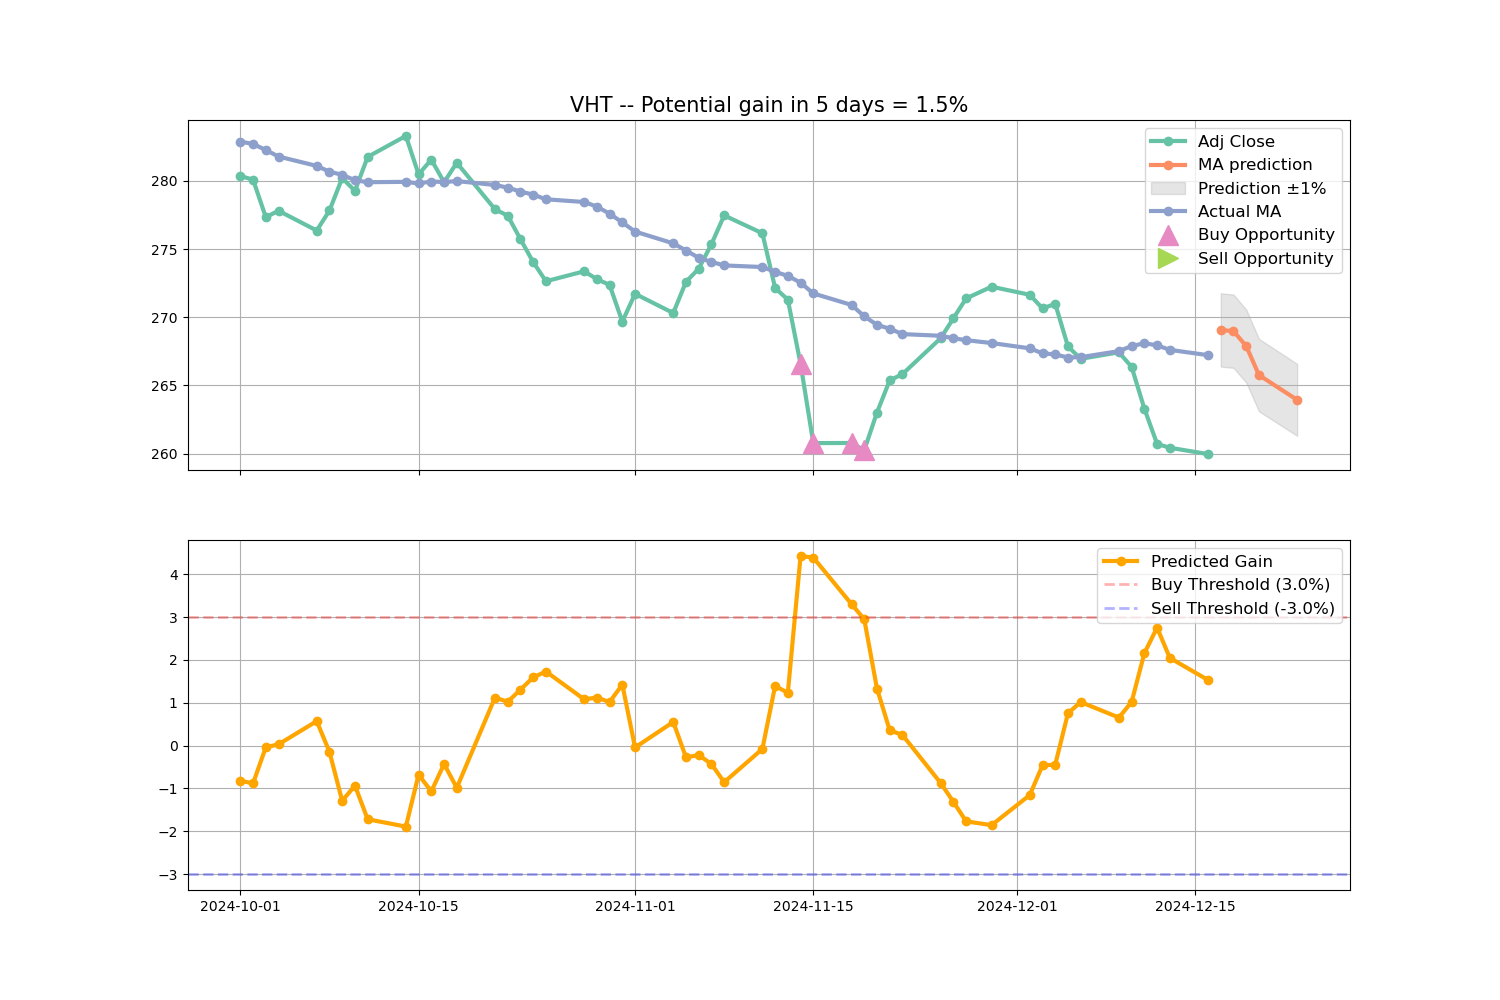 VHT -- Potential gain in 5 days = 1.5%
280
275
270
265
260
Adj Close
MA prediction
Prediction ±1%
Actual MA
Buy Opportunity
Sell Opportunity
4
3
2
1
0
−1
−2
−3
Predicted Gain
Buy Threshold (3.0%)
Sell Threshold (-3.0%)
2024-10-01
2024-10-15
2024-11-01
2024-11-15
2024-12-01
2024-12-15